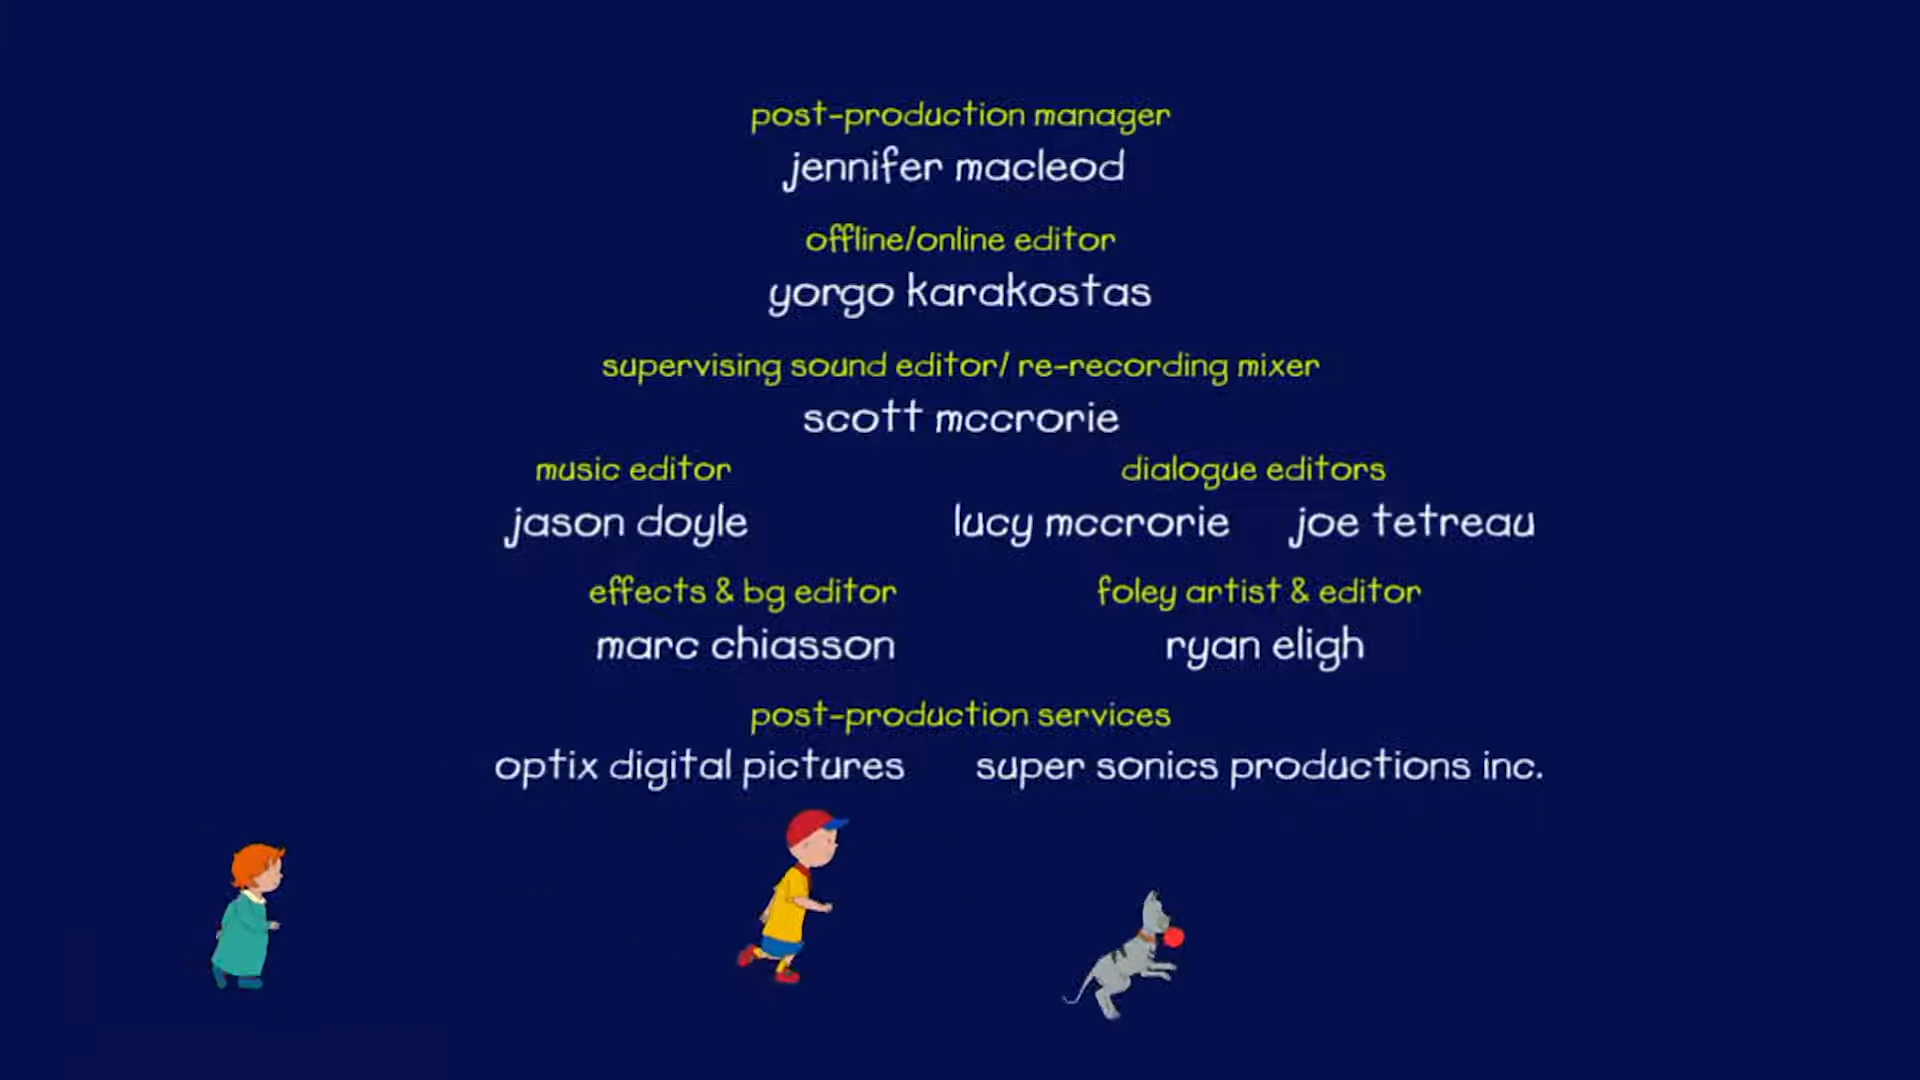 post-production manager
jennifer macleod
offline/online editor
yorgo karakostas
supervising sound editor/ re-recording mixer
scott mccrorie
music editor
jason doyle
dialogue editors
lucy mccrorie joe tetreau
effects & bg editor
marc chiasson
foley artist & editor
ryan eligh
post-production services
optix digital pictures super sonics productions inc.